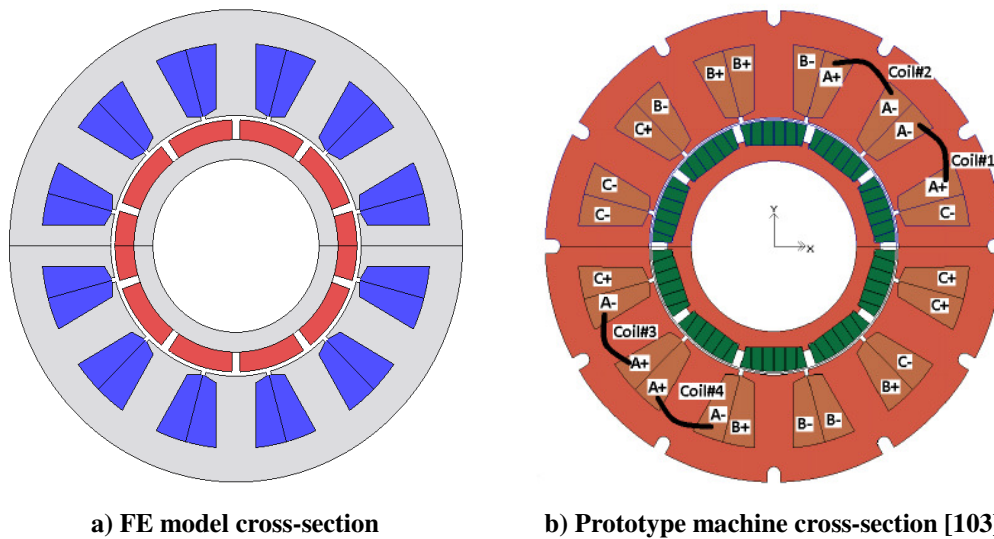 B+ B+
B-
A+
Coil#2
B-
C+
A-
A-
Coil#1
C-
C-
A+
C-
Y
X
C+
C+
A-
Coil#3
A+
A+
Coil#4
A-
B+
B- B-
C-
B+
a) FE model cross-section
b) Prototype machine cross-section [103]